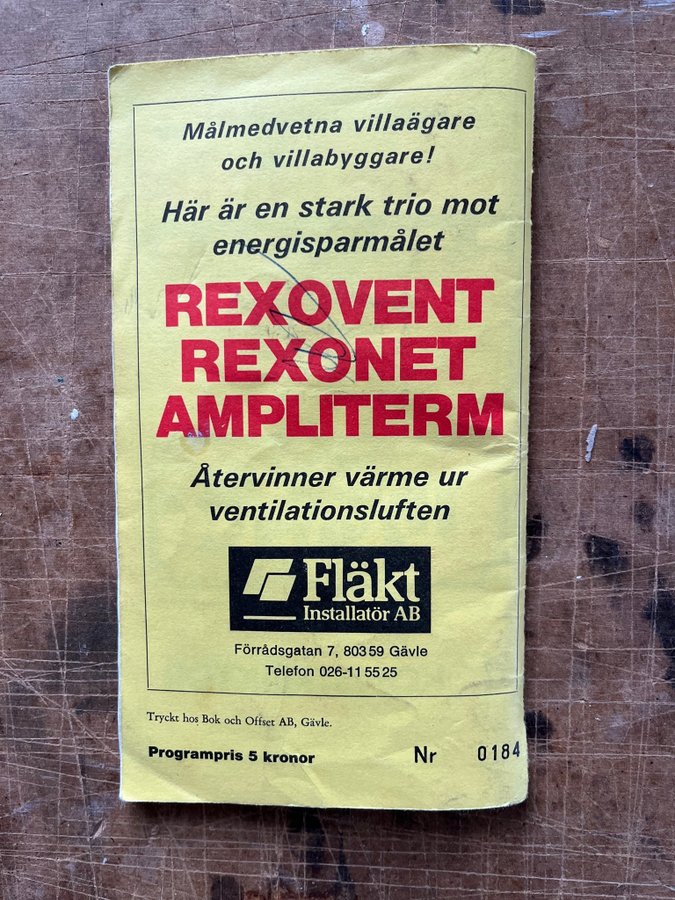 Målmedvetna villaägare
och villabyggare!
Här är en stark trio mot
energisparmålet
REXOVENT
REXONET
AMPLITERM
Återvinner värme ur
ventilationsluften
Fläkt
Installatör AB
Förrådsgatan 7, 803 59 Gävle
Telefon 026-11 55 25
Tryckt hos Bok och Offset AB, Gävle.
Programpris 5 kronor Nr 0184